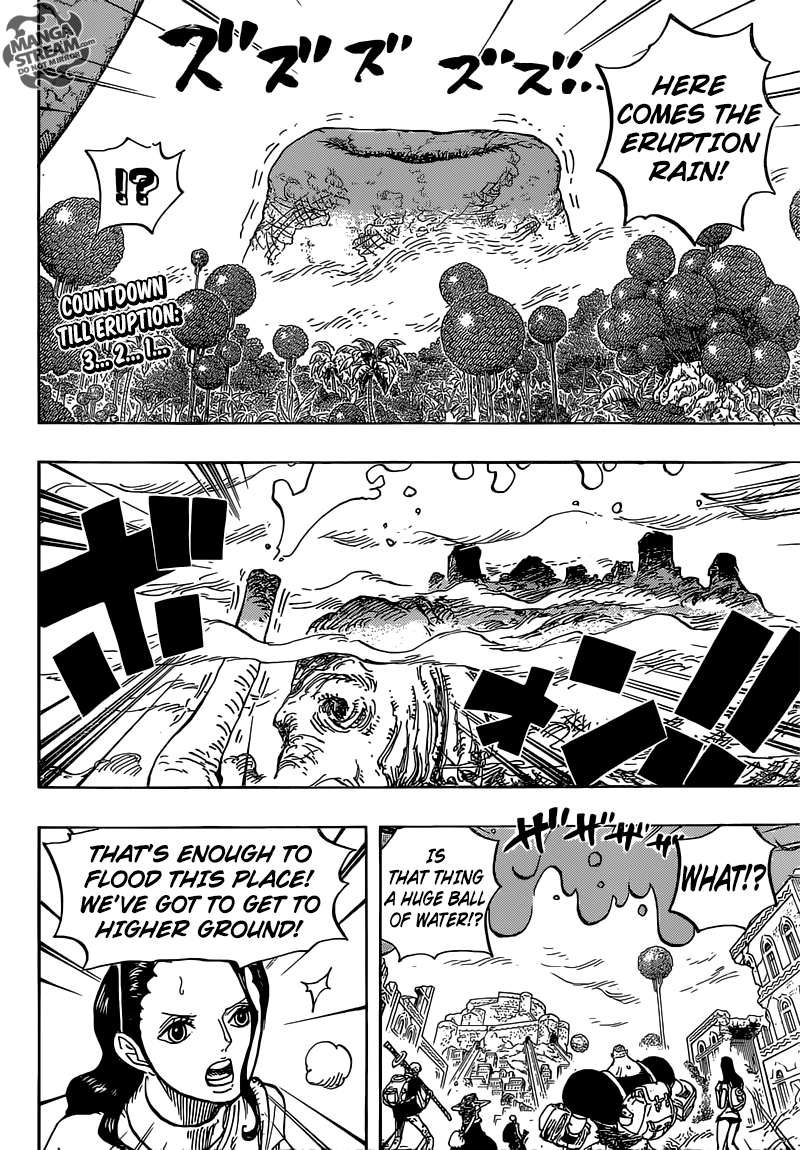 MANGA
STREAM.COM
DO NOT MIRROR
ズズズズズ!...
HERE
COMES THE
ERUPTION
RAIN!
!?
COUNTDOWN
TILL ERUPTION:
3... 2... 1...
ボォン!!!
ザザザザ
WHAT!?
IS
THAT THING
A HUGE BALL
OF WATER!?
THAT'S ENOUGH TO
FLOOD THIS PLACE!
WE'VE GOT TO GET TO
HIGHER GROUND!